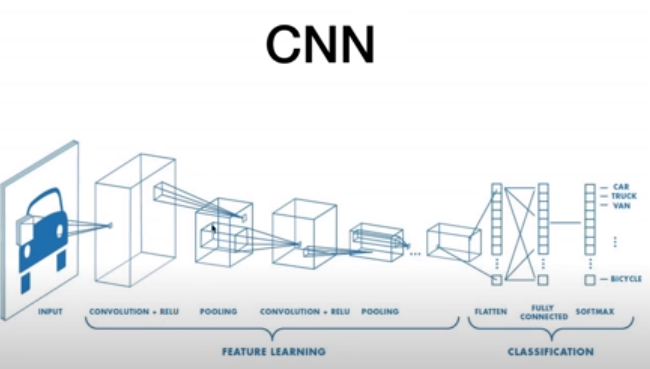 CNN
CAR
TRUCK
VAN
BICYCLE
INPUT
CONVOLUTION + RELU
POOLING
CONVOLUTION + RELU
POOLING
FLATTEN
FULLY
CONNECTED
SOFTMAX
FEATURE LEARNING
CLASSIFICATION